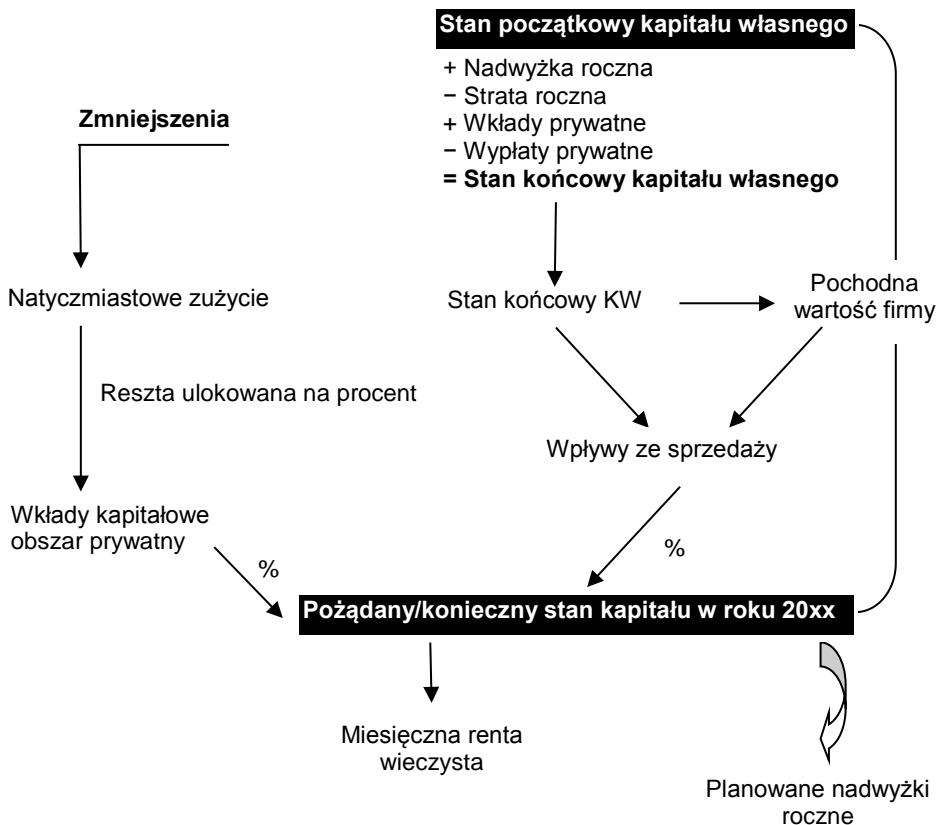 Stan początkowy kapitału własnego
+ Nadwyżka roczna
− Strata roczna
+ Wkłady prywatne
− Wypłaty prywatne
= Stan końcowy kapitału własnego
Zmniejszenia
Natyczmiastowe zużycie
Stan końcowy KW
Pochodna
wartość firmy
Reszta ulokowana na procent
Wpływy ze sprzedaży
Wkłady kapitałowe
obszar prywatny
%
%
Pożądany/konieczny stan kapitału w roku 20xx
Miesięczna renta
wieczysta
Planowane nadwyżki
roczne